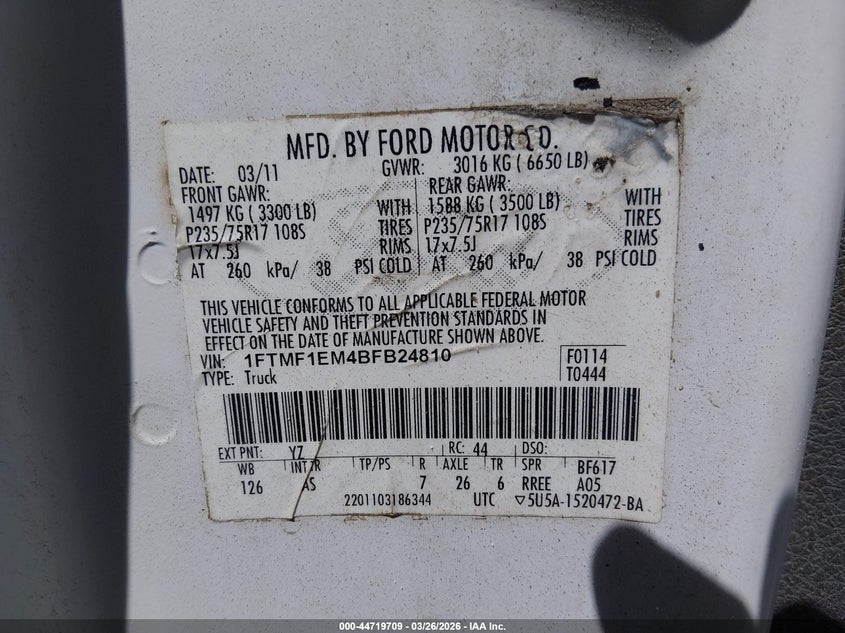 MFD. BY FORD MOTOR CO.
DATE: 03/11 GVWR: 3016 KG ( 6650 LB)
FRONT GAWR: REAR GAWR:
1497 KG ( 3300 LB) WITH 1588 KG ( 3500 LB) WITH
P235/75R17 108S TIRES P235/75R17 108S TIRES
17x7.5J RIMS 17x7.5J RIMS
AT 260 kPa/ 38 PSI COLD AT 260 kPa/ 38 PSI COLD
THIS VEHICLE CONFORMS TO ALL APPLICABLE FEDERAL MOTOR
VEHICLE SAFETY AND THEFT PREVENTION STANDARDS IN
EFFECT ON THE DATE OF MANUFACTURE SHOWN ABOVE.
VIN: 1FTMF1EM4BFB24810 F0114
TYPE: Truck T0444
EXT PNT: YZ RC: 44 DSO:
WB INT TR TP/PS R AXLE TR SPR BF617
126 AS 7 26 6 RREE A05
2201103186344 UTC ▽5U5A-1520472-BA
000-44719709 - 03/26/2026 - IAA Inc.